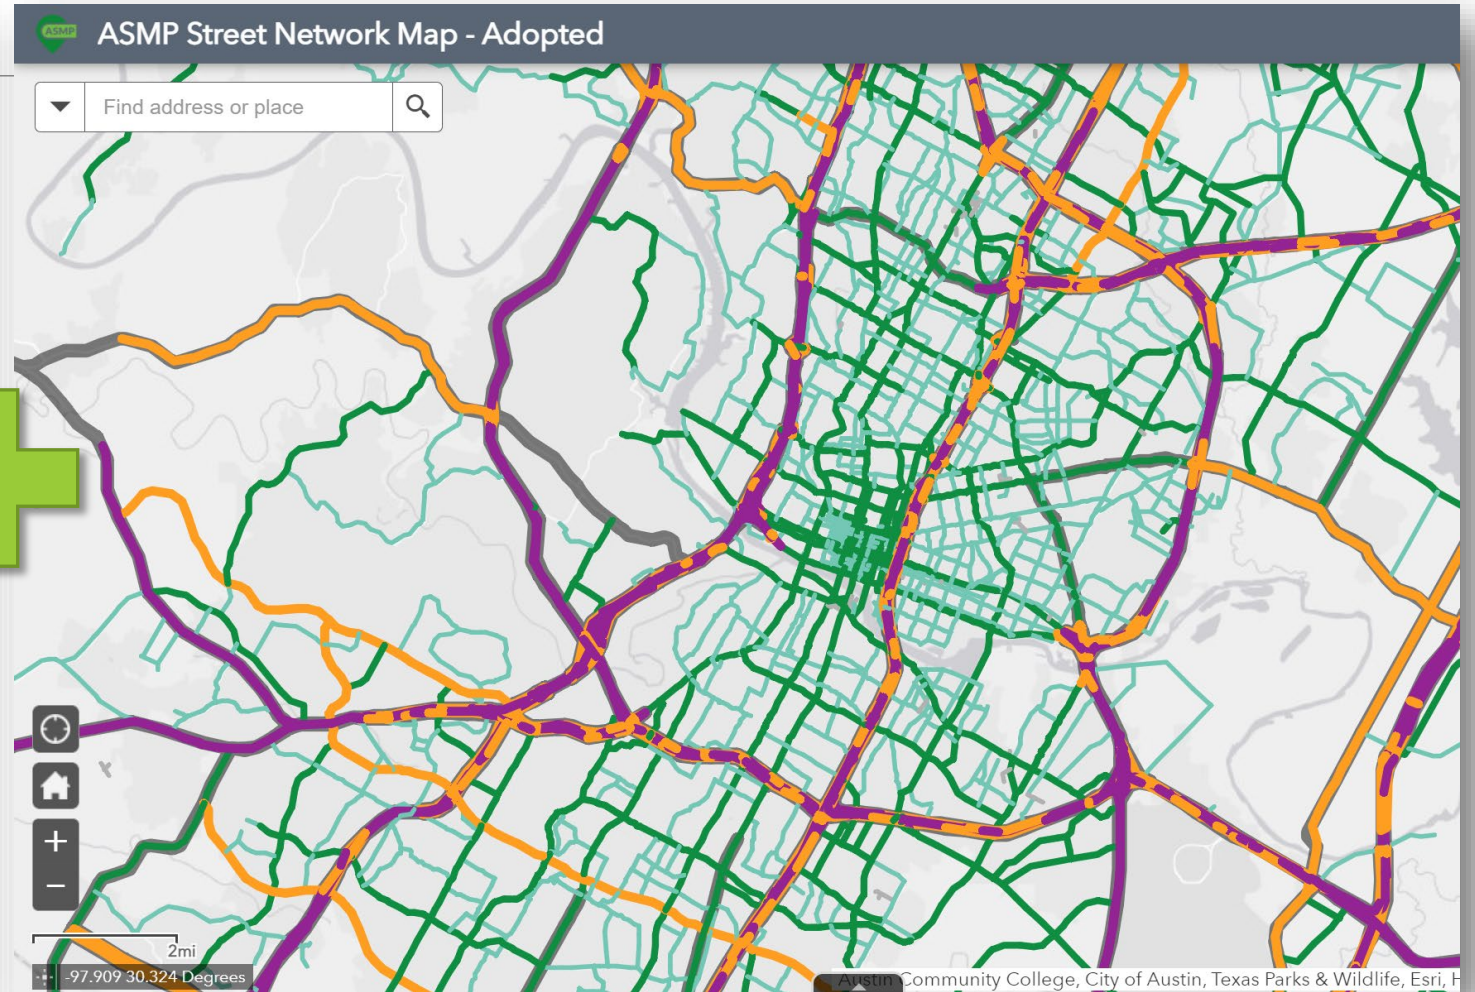 ASMP
ASMP Street Network Map - Adopted
Find address or place
+
−
2mi
-97.909 30.324 Degrees
Austin Community College, City of Austin, Texas Parks & Wildlife, Esri, H